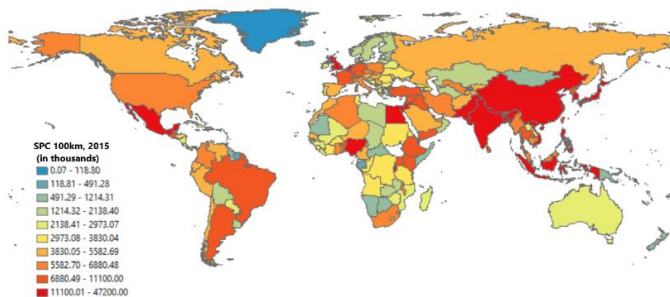 SPC 100km, 2015
(in thousands)
0.07 - 118.80
118.81 - 491.28
491.29 - 1214.31
1214.32 - 2138.40
2138.41 - 2973.07
2973.08 - 3830.04
3830.05 - 5582.69
5582.70 - 6880.48
6880.49 - 11100.00
11100.01 - 47200.00